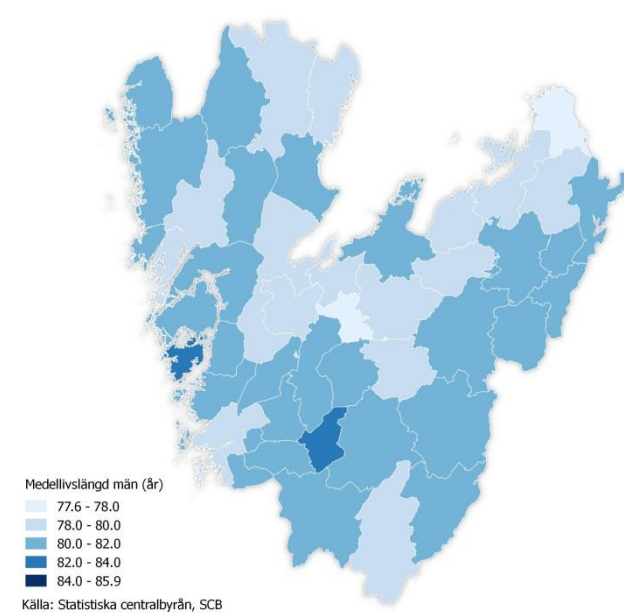 Medellivslängd män (år)
77.6 - 78.0
78.0 - 80.0
80.0 - 82.0
82.0 - 84.0
84.0 - 85.9
Källa: Statistiska centralbyrån, SCB